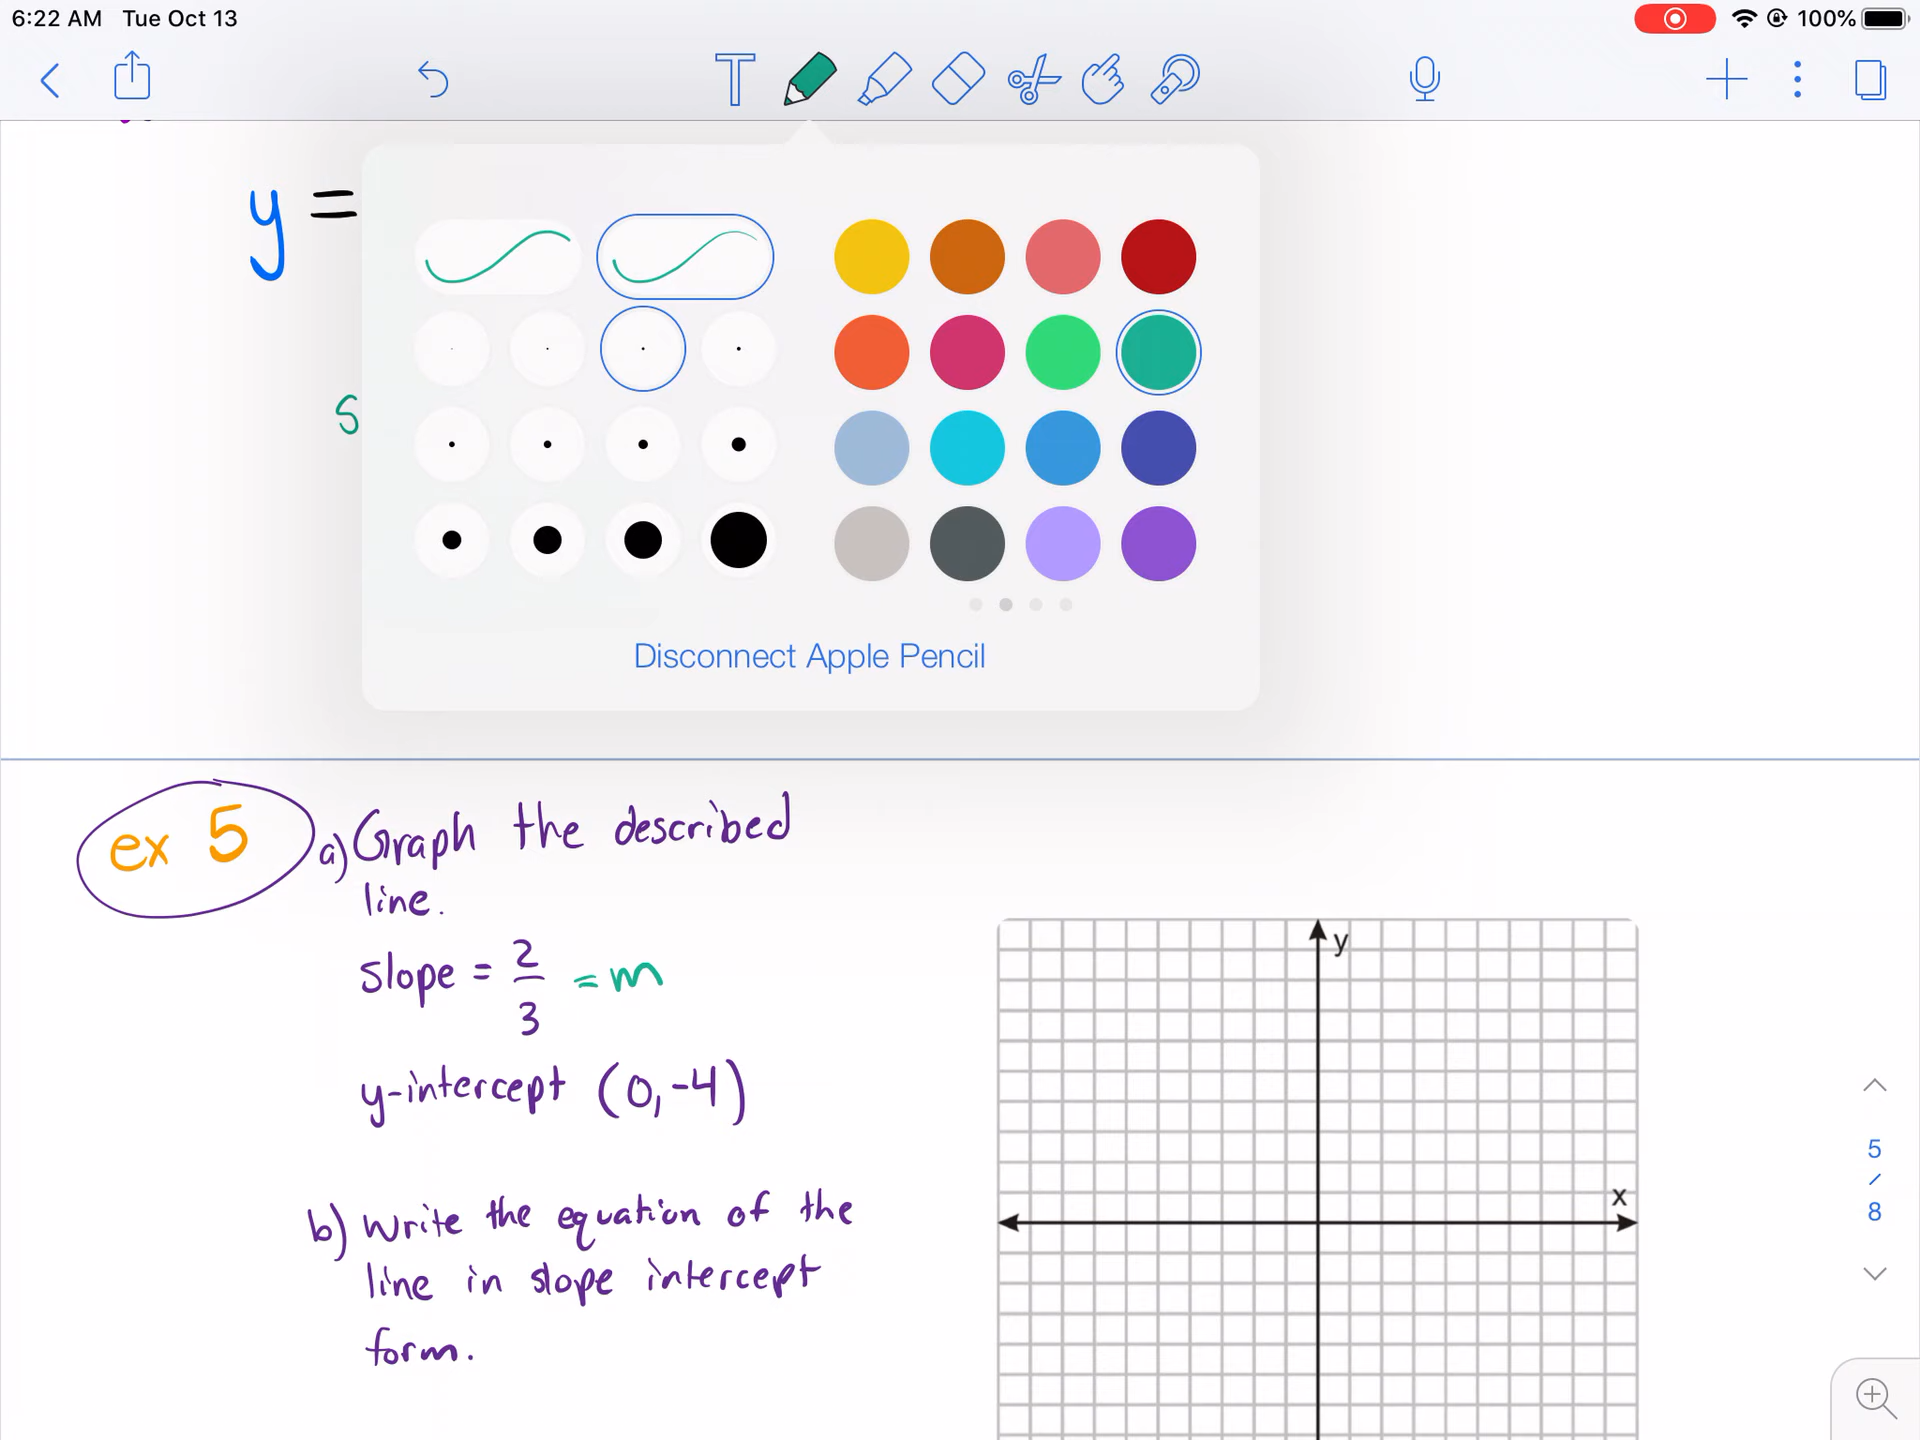 6:22 AM Tue Oct 13
100%
T
y =
S
Disconnect Apple Pencil
ex 5
a) Graph the described
line.
slope = 2/3 = m
y-intercept (0,-4)
b) Write the equation of the
line in slope intercept
form.
y
x
5
/
8